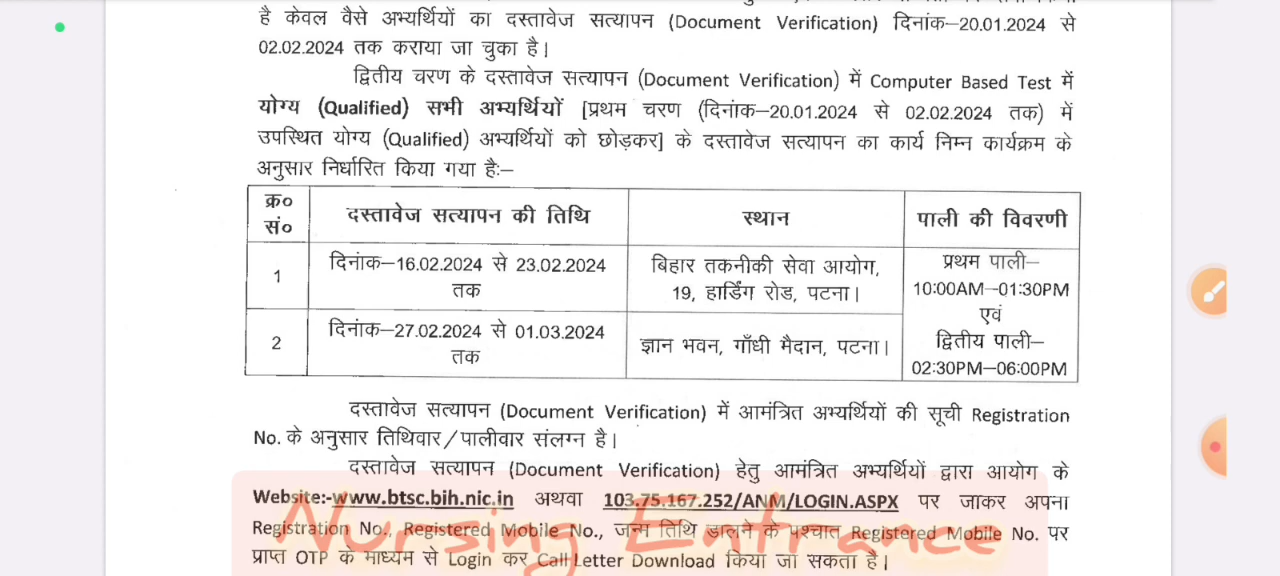 है केवल वैसे अभ्यर्थियों का दस्तावेज सत्यापन (Document Verification) दिनांक–20.01.2024 से
02.02.2024 तक कराया जा चुका है।
द्वितीय चरण के दस्तावेज सत्यापन (Document Verification) में Computer Based Test में
योग्य (Qualified) सभी अभ्यर्थियों [प्रथम चरण (दिनांक–20.01.2024 से 02.02.2024 तक) में
उपस्थित योग्य (Qualified) अभ्यर्थियों को छोड़कर] के दस्तावेज सत्यापन का कार्य निम्न कार्यक्रम के
अनुसार निर्धारित किया गया है:–
क्र० सं०
दस्तावेज सत्यापन की तिथि
स्थान
पाली की विवरणी
1
दिनांक–16.02.2024 से 23.02.2024
तक
बिहार तकनीकी सेवा आयोग,
19, हार्डिंग रोड, पटना।
प्रथम पाली–
10:00AM–01:30PM
एवं
द्वितीय पाली–
02:30PM–06:00PM
2
दिनांक–27.02.2024 से 01.03.2024
तक
ज्ञान भवन, गाँधी मैदान, पटना।
दस्तावेज सत्यापन (Document Verification) में आमंत्रित अभ्यर्थियों की सूची Registration
No. के अनुसार तिथिवार/पालीवार संलग्न है।
दस्तावेज सत्यापन (Document Verification) हेतु आमंत्रित अभ्यर्थियों द्वारा आयोग के
Website:-www.btsc.bih.nic.in अथवा 103.75.167.252/ANM/LOGIN.ASPX पर जाकर अपना
Registration No., Registered Mobile No., जन्म तिथि डालने के पश्चात Registered Mobile No. पर
प्राप्त OTP के माध्यम से Login कर Call Letter Download किया जा सकता है।
Nursing Entrance